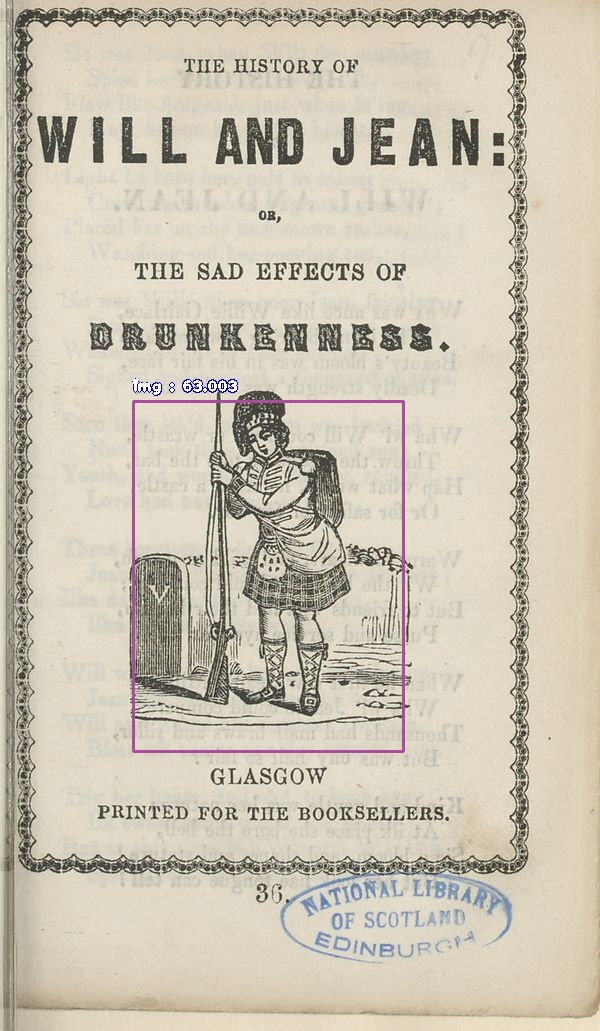 THE HISTORY OF
WILL AND JEAN:
OR,
THE SAD EFFECTS OF
DRUNKENNESS.
img : 63.003
V
GLASGOW
PRINTED FOR THE BOOKSELLERS.
36.
NATIONAL LIBRARY
OF SCOTLAND
EDINBURGH